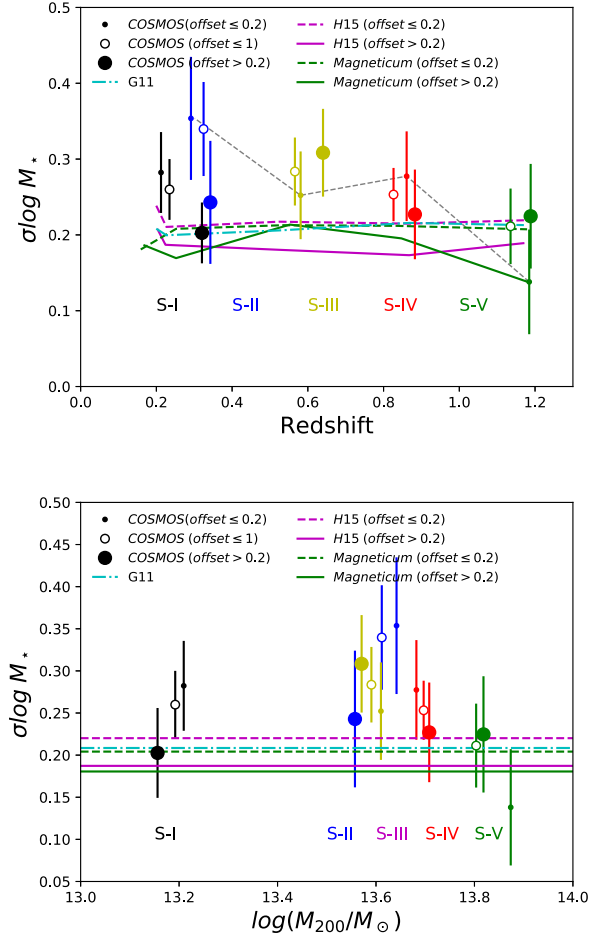 0.5
COSMOS(offset ≤ 0.2)
H15 (offset ≤ 0.2)
COSMOS (offset ≤ 1)
H15 (offset > 0.2)
COSMOS (offset > 0.2)
Magneticum (offset ≤ 0.2)
G11
Magneticum (offset > 0.2)
0.4
0.3
σlog M⋆
0.2
0.1
S-I
S-II
S-III
S-IV
S-V
0.0
0.0
0.2
0.4
0.6
0.8
1.0
1.2
Redshift
0.50
COSMOS(offset ≤ 0.2)
H15 (offset ≤ 0.2)
COSMOS (offset ≤ 1)
H15 (offset > 0.2)
COSMOS (offset > 0.2)
Magneticum (offset ≤ 0.2)
G11
Magneticum (offset > 0.2)
0.45
0.40
0.35
0.30
σlog M⋆
0.25
0.20
0.15
0.10
S-I
S-II
S-III
S-IV
S-V
0.05
13.0
13.2
13.4
13.6
13.8
14.0
log(M200/M⊙)